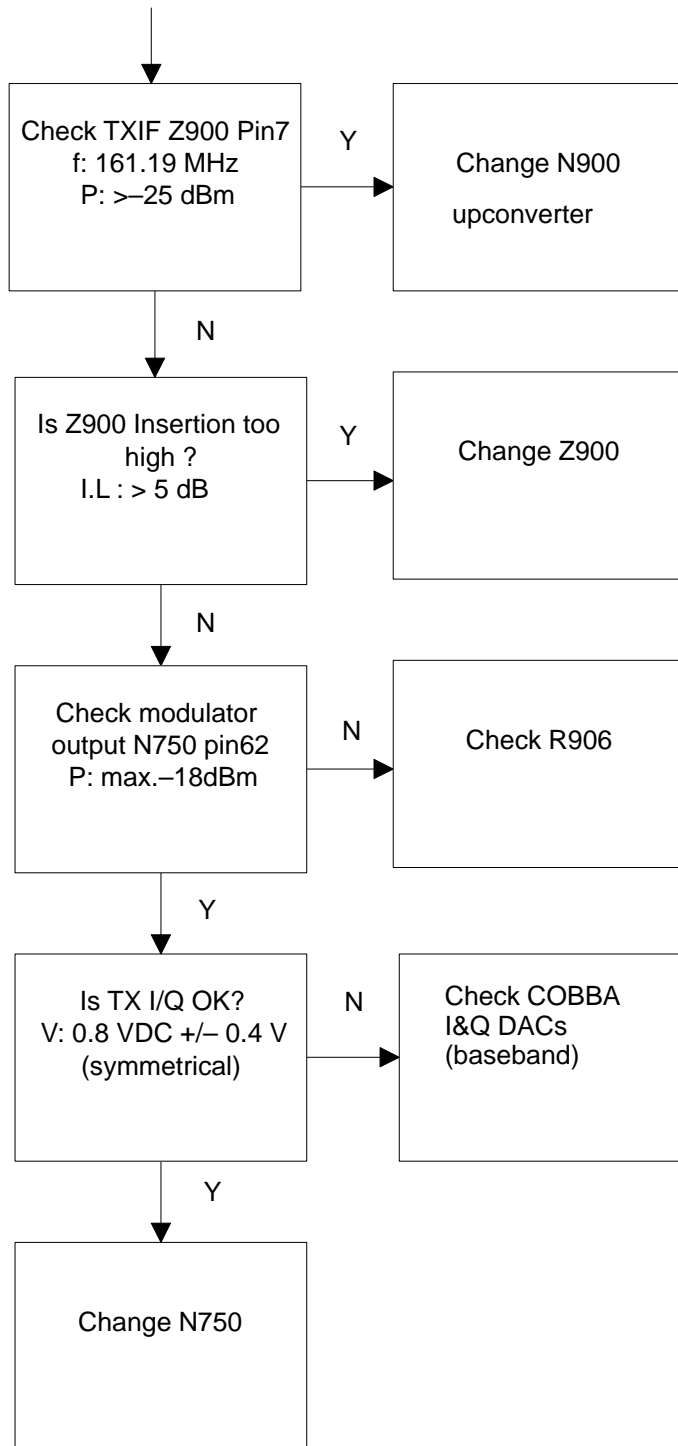 Check TXIF Z900 Pin7
f: 161.19 MHz
P: >–25 dBm
Y
Change N900
upconverter
N
Is Z900 Insertion too
high ?
I.L : > 5 dB
Y
Change Z900
N
Check modulator
output N750 pin62
P: max.–18dBm
N
Check R906
Y
Is TX I/Q OK?
V: 0.8 VDC +/– 0.4 V
(symmetrical)
N
Check COBBA
I&Q DACs
(baseband)
Y
Change N750